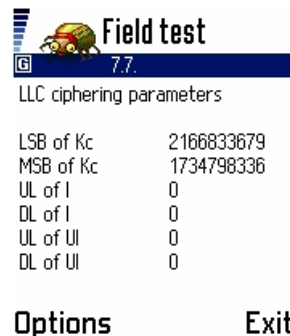 Field test
G 7.7.
LLC ciphering parameters
LSB of Kc 2166833679
MSB of Kc 1734798336
UL of I 0
DL of I 0
UL of UI 0
DL of UI 0
Options Exit